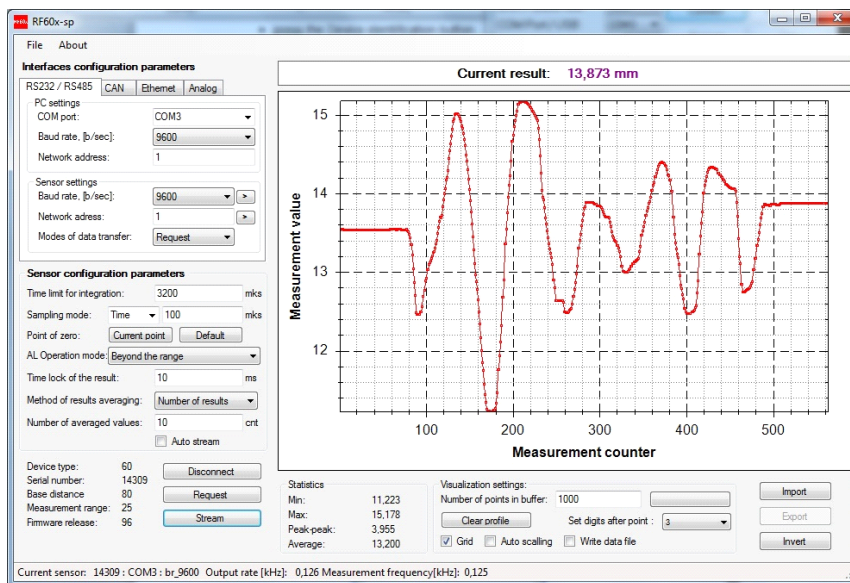 RF60x-sp
File About
Interfaces configuration parameters
RS232 / RS485 CAN Ethernet Analog
PC settings
COM port: COM3
Baud rate, [b/sec]: 9600
Network address: 1
Sensor settings
Baud rate, [b/sec]: 9600 >
Network adress: 1 >
Modes of data transfer: Request
Sensor configuration parameters
Time limit for integration: 3200 mks
Sampling mode: Time 100 mks
Point of zero: Current point Default
AL Operation mode: Beyond the range
Time lock of the result: 10 ms
Method of results averaging: Number of results
Number of averaged values: 10 cnt
Auto stream
Device type: 60
Serial number: 14309
Base distance 80
Measurement range: 25
Firmware release: 96
Disconnect
Request
Stream
Current result: 13,873 mm
Measurement value
15
14
13
12
100 200 300 400 500
Measurement counter
Statistics
Min: 11,223
Max: 15,178
Peak-peak: 3,955
Average: 13,200
Visualization settings:
Number of points in buffer: 1000
Clear profile Set digits after point : 3
Grid Auto scalling Write data file
Import
Export
Invert
Current sensor: 14309 : COM3 : br_9600 Output rate [kHz]: 0,126 Measurement frequency[kHz]: 0,125